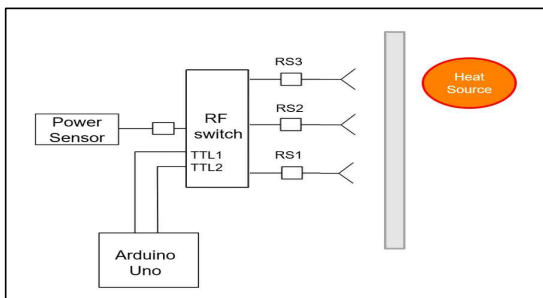 RS3
Heat
Source
RS2
Power
Sensor
RF
switch
TTL1
TTL2
RS1
Arduino
Uno